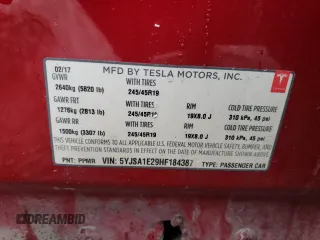 02/17 MFD BY TESLA MOTORS, INC.
GVWR
2640kg (5820 lb) 245/45R19
GAWR FRT TIRE RIM COLD TIRE PRESSURE
1276kg (2813 lb) 245/45R19 19X8.0 J 310 kPa, 45 psi
GAWR RR TIRE RIM COLD TIRE PRESSURE
1500kg (3307 lb) 245/45R19 19X8.0 J 310 kPa, 45 psi
THIS VEHICLE CONFORMS TO ALL APPLICABLE FEDERAL MOTOR VEHICLE SAFETY, BUMPER, AND
THEFT PREVENTION STANDARDS IN EFFECT ON THE DATE OF MANUFACTURE SHOWN ABOVE.
PNT: PPMR VIN: 5YJSA1E29HF184387 TYPE: PASSENGER CAR
TESLA
DREAMBID